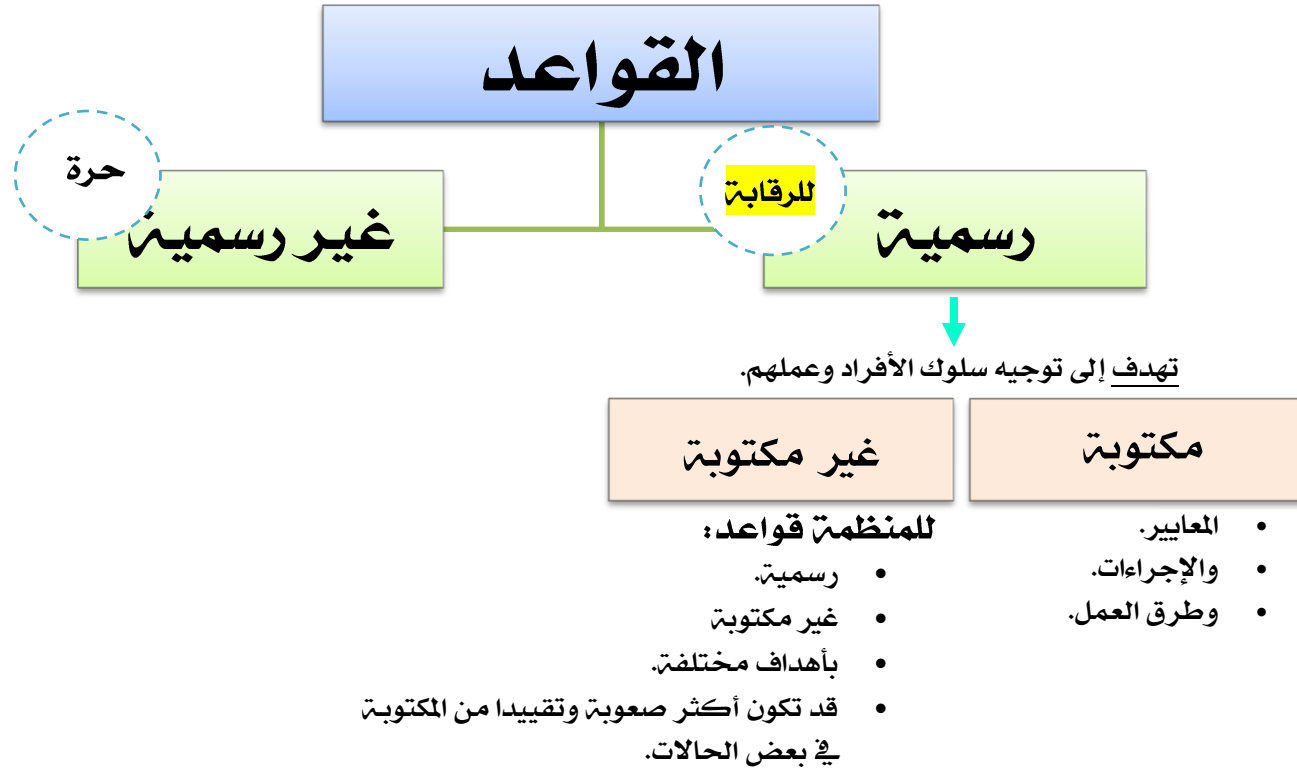 القواعد
للرقابة
رسمية
حرة
غير رسمية
تهدف إلى توجيه سلوك الأفراد وعملهم.
مكتوبة
• المعايير.
• والإجراءات.
• وطرق العمل.
غير مكتوبة
للمنظمة قواعد:
• رسمية.
• غير مكتوبة
• بأهداف مختلفة.
• قد تكون أكثر صعوبة وتقييدا من المكتوبة
في بعض الحالات.